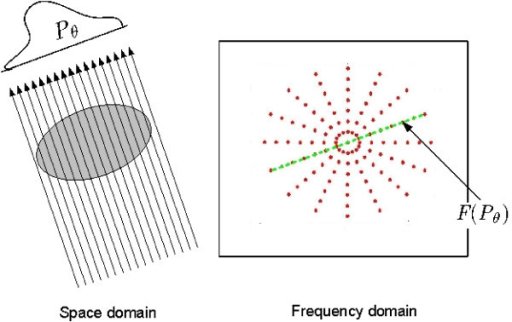 P_θ
F(P_θ)
Space domain
Frequency domain